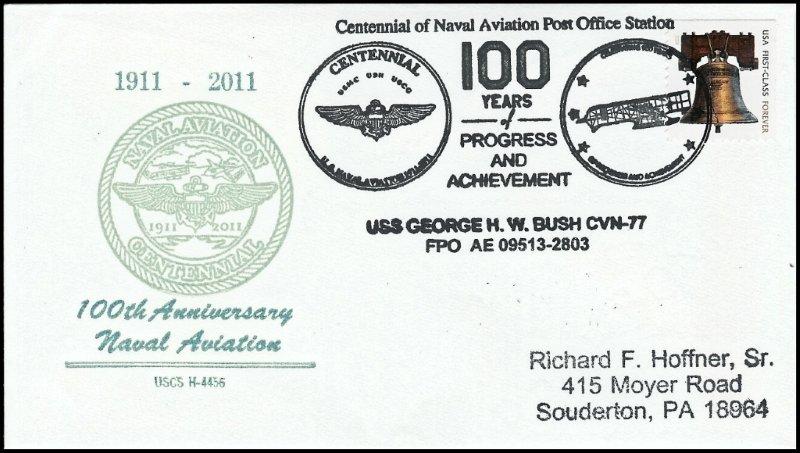 Centennial of Naval Aviation Post Office Station
1911 - 2011
NAVAL AVIATION
1911 2011
CENTENNIAL
100th Anniversary
Naval Aviation
USCS H-4456
CENTENNIAL
USMC USN USCG
100
YEARS
of
PROGRESS
AND
ACHIEVEMENT
USA FIRST-CLASS FOREVER
USS GEORGE H. W. BUSH CVN-77
FPO AE 09513-2803
Richard F. Hoffner, Sr.
415 Moyer Road
Souderton, PA 18964